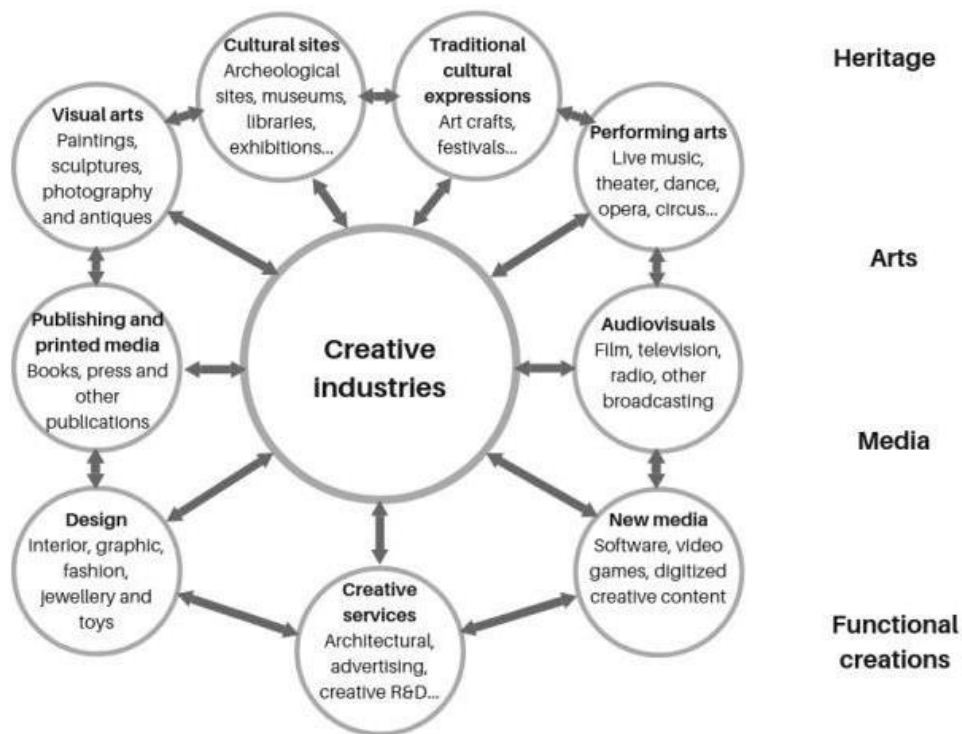 Cultural sites
Archeological
sites, museums,
libraries,
exhibitions...
Traditional
cultural
expressions
Art crafts,
festivals...
Heritage
Visual arts
Paintings,
sculptures,
photography
and antiques
Performing arts
Live music,
theater, dance,
opera, circus...
Arts
Publishing and
printed media
Books, press and
other
publications
Creative
industries
Audiovisuals
Film, television,
radio, other
broadcasting
Media
Design
Interior, graphic,
fashion,
jewellery and
toys
Creative
services
Architectural,
advertising,
creative R&D...
New media
Software, video
games, digitized
creative content
Functional
creations